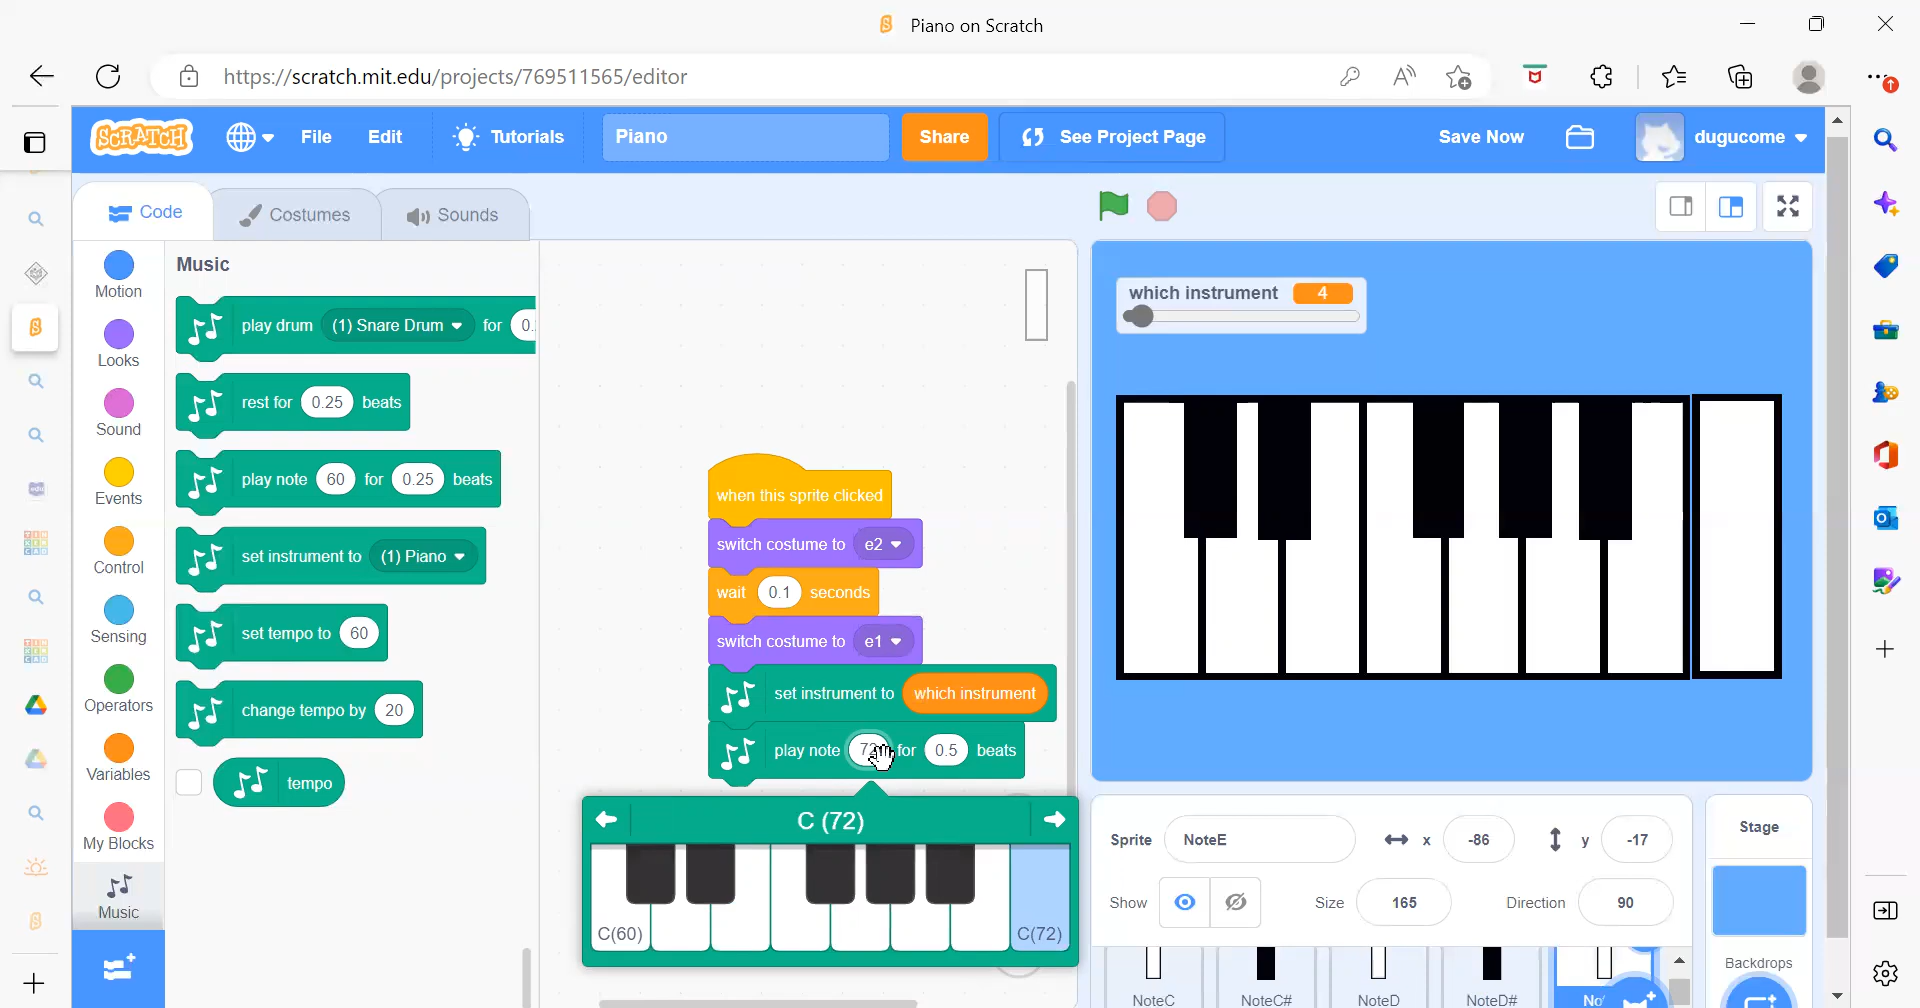 Piano on Scratch
https://scratch.mit.edu/projects/769511565/editor
SCRATCH File Edit Tutorials Piano Share See Project Page Save Now dugucome
Code Costumes Sounds
Motion
Looks
Sound
Events
Control
Sensing
Operators
Variables
My Blocks
Music
Music
play drum (1) Snare Drum for 0.
rest for 0.25 beats
play note 60 for 0.25 beats
set instrument to (1) Piano
set tempo to 60
change tempo by 20
tempo
when this sprite clicked
switch costume to e2
wait 0.1 seconds
switch costume to e1
set instrument to which instrument
play note 72 for 0.5 beats
C (72)
C(60) C(72)
which instrument 4
Sprite NoteE x -86 y -17
Show Size 165 Direction 90
NoteC NoteC# NoteD NoteD#
Stage
Backdrops